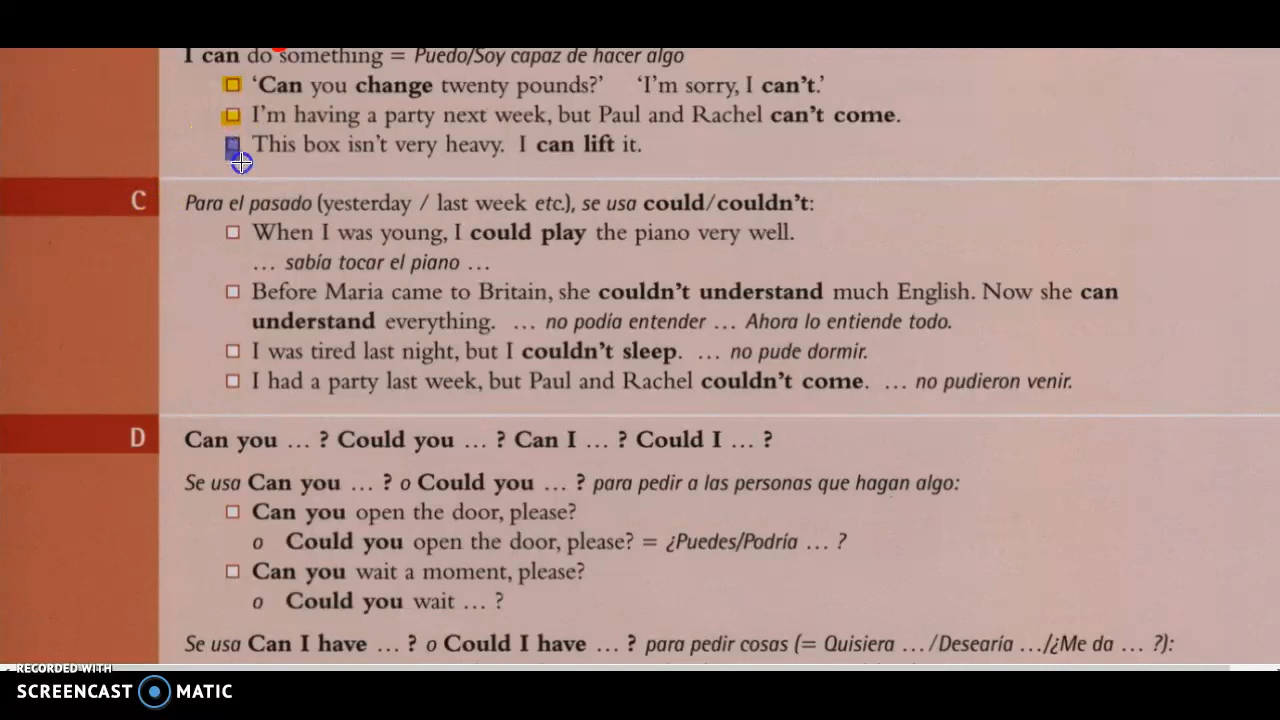 I can do something = Puedo/Soy capaz de hacer algo
'Can you change twenty pounds?' 'I'm sorry, I can't.'
I'm having a party next week, but Paul and Rachel can't come.
This box isn't very heavy. I can lift it.
C
Para el pasado (yesterday / last week etc.), se usa could/couldn't:
When I was young, I could play the piano very well.
… sabía tocar el piano …
Before Maria came to Britain, she couldn't understand much English. Now she can
understand everything. … no podía entender … Ahora lo entiende todo.
I was tired last night, but I couldn't sleep. … no pude dormir.
I had a party last week, but Paul and Rachel couldn't come. … no pudieron venir.
D
Can you … ? Could you … ? Can I … ? Could I … ?
Se usa Can you … ? o Could you … ? para pedir a las personas que hagan algo:
Can you open the door, please?
o Could you open the door, please? = ¿Puedes/Podría … ?
Can you wait a moment, please?
o Could you wait … ?
Se usa Can I have … ? o Could I have … ? para pedir cosas (= Quisiera …/Desearía …/¿Me da … ?):
RECORDED WITH
SCREENCAST MATIC